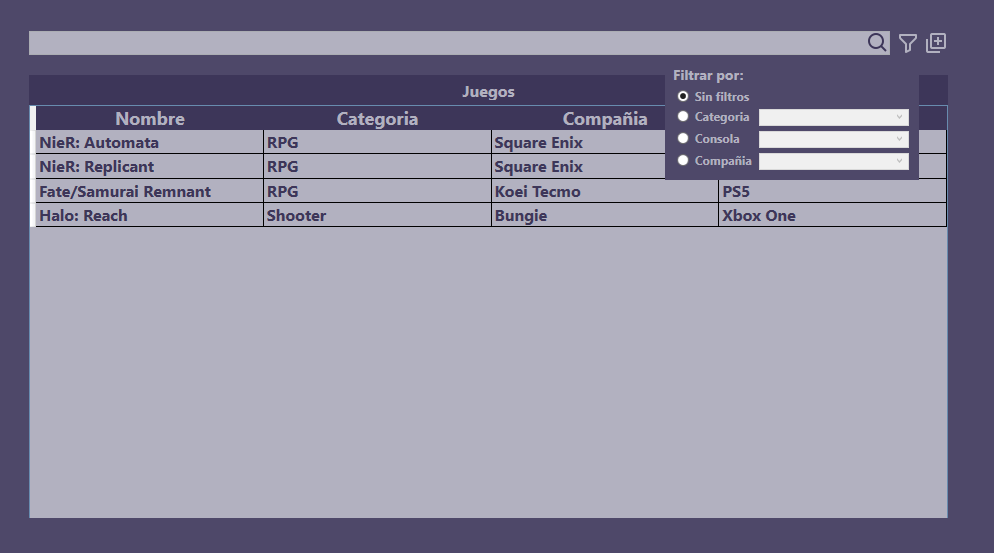 Filtrar por:
Juegos
Sin filtros
Nombre Categoria Compañia
Categoria
Consola
Compañia
NieR: Automata RPG Square Enix
NieR: Replicant RPG Square Enix
Fate/Samurai Remnant RPG Koei Tecmo PS5
Halo: Reach Shooter Bungie Xbox One